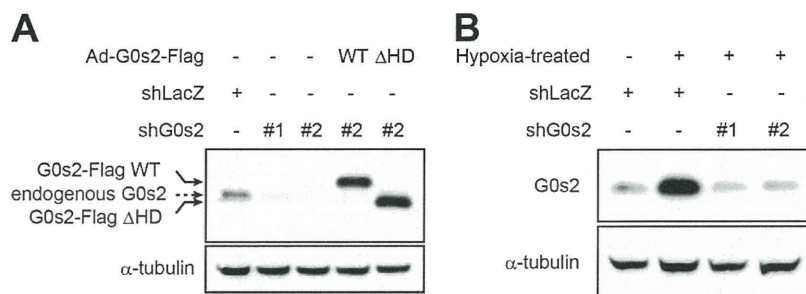 A
Ad-G0s2-Flag - - - WT ΔHD
shLacZ + - - - -
shG0s2 - #1 #2 #2 #2
G0s2-Flag WT
endogenous G0s2
G0s2-Flag ΔHD
α-tubulin
B
Hypoxia-treated - + + +
shLacZ + + - -
shG0s2 - - #1 #2
G0s2
α-tubulin